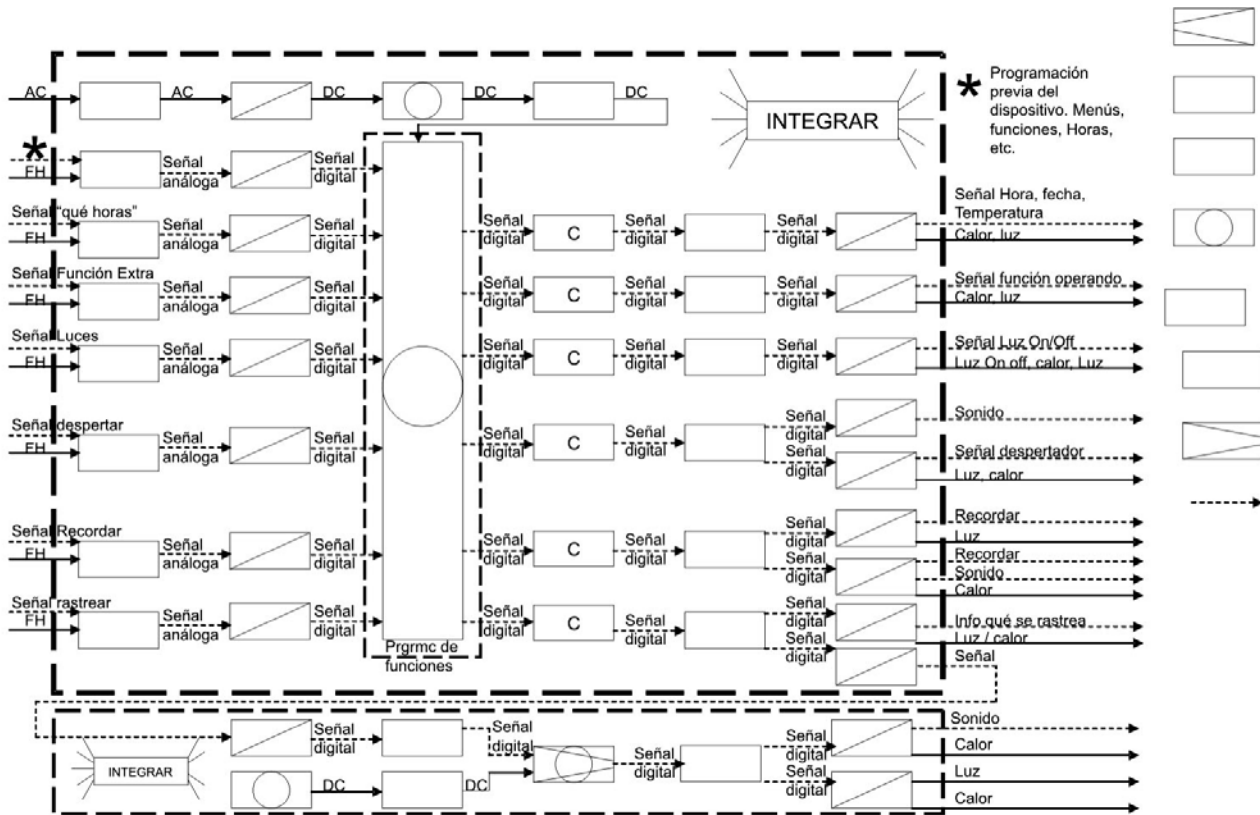 AC
AC
DC
DC
DC
INTEGRAR
* Programación
previa del
dispositivo. Menús,
funciones, Horas,
etc.
*
FH
Señal
análoga
Señal
digital
Señal “qué horas”
FH
Señal
análoga
Señal
digital
Señal
digital
C
Señal
digital
Señal
digital
Señal Hora, fecha,
Temperatura
Calor, luz
Señal Función Extra
FH
Señal
análoga
Señal
digital
Señal
digital
C
Señal
digital
Señal
digital
Señal función operando
Calor, luz
Señal Luces
FH
Señal
análoga
Señal
digital
Señal
digital
C
Señal
digital
Señal
digital
Señal Luz On/Off
Luz On off, calor, Luz
Señal despertar
FH
Señal
análoga
Señal
digital
Señal
digital
C
Señal
digital
Señal
digital
Sonido
Señal
digital
Señal despertador
Luz, calor
Señal Recordar
FH
Señal
análoga
Señal
digital
Señal
digital
C
Señal
digital
Señal
digital
Recordar
Luz
Señal
digital
Recordar
Sonido
Calor
Señal rastrear
FH
Señal
análoga
Señal
digital
Señal
digital
C
Señal
digital
Señal
digital
Info qué se rastrea
Luz / calor
Señal
digital
Señal
Prgrmc de
funciones
INTEGRAR
Señal
digital
Señal
digital
DC
DC
Señal
digital
Señal
digital
Sonido
Calor
Señal
digital
Luz
Calor